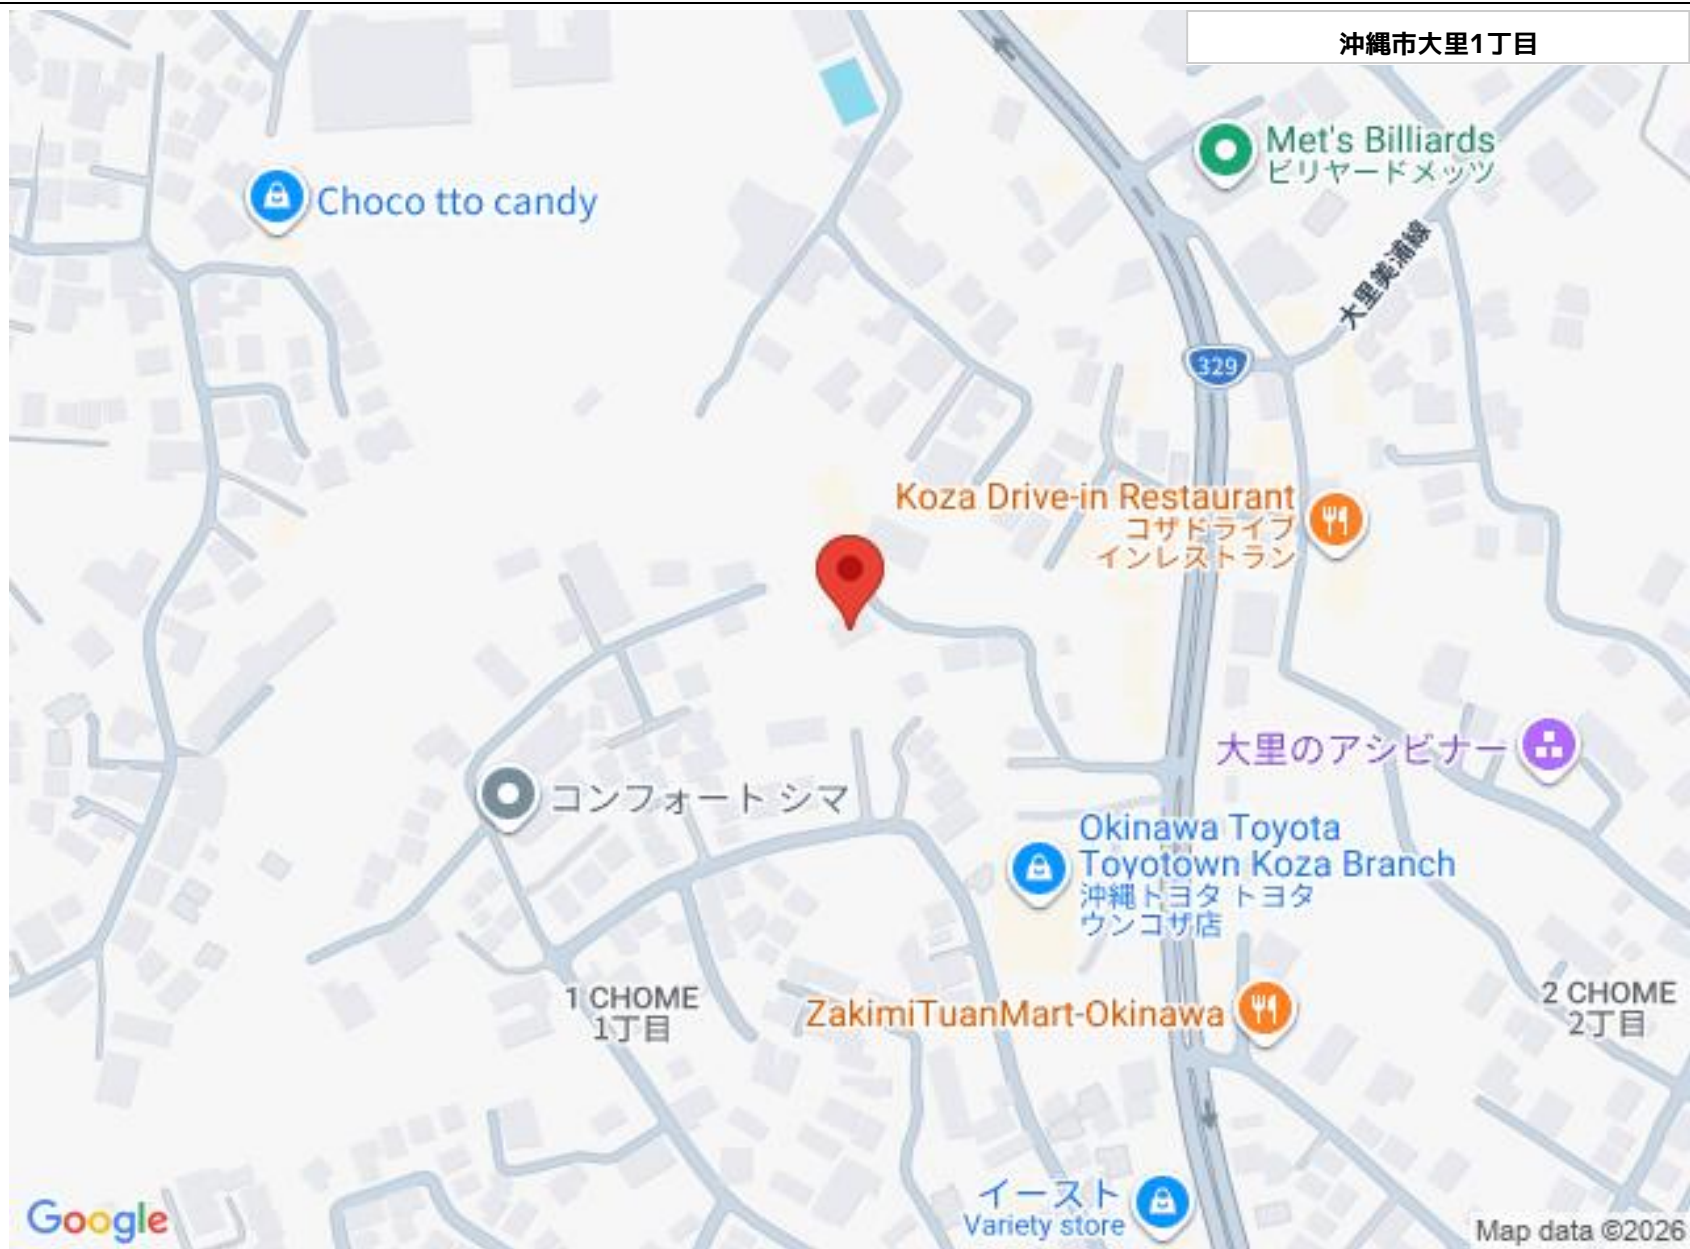 沖縄市大里1丁目
Met's Billiards
ビリヤードメッツ
Choco tto candy
大里美浦線
329
Koza Drive-in Restaurant
コザドライブ
インレストラン
大里のアシビナー
コンフォート シマ
Okinawa Toyota
Toyotown Koza Branch
沖縄トヨタ トヨタ
ウンコザ店
1 CHOME
1丁目
ZakimiTuanMart-Okinawa
2 CHOME
2丁目
イースト
Variety store
Google
Map data ©2026